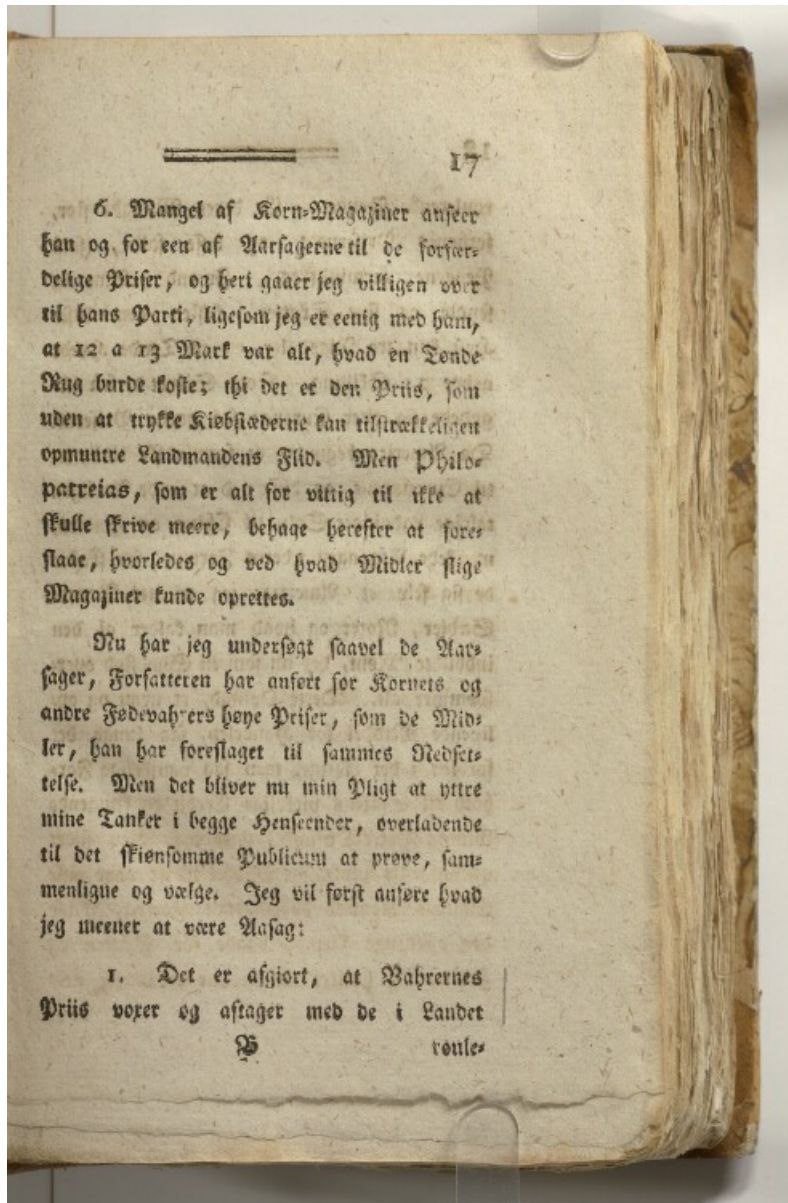 17
6. Mangel af Korn-Magaziner anseer
han og for een af Aarsagerne til de forfær-
delige Priser, og heri gaaer jeg villigen over
til hans Parti, ligesom jeg er eenig med ham,
at 12 a 13 Mark var alt, hvad en Tønde
Rug burde koste; thi det er den Priis, som
uden at trykke Kiøbstæderne kan tilstrækkeligen
opmuntre Landmandens Flid. Men Philo-
patreias, som er alt for vittig til ikke at
skulle skrive meere, behage herefter at fore-
slaae, hvorledes og ved hvad Midler slige
Magaziner kunde oprettes.
Nu har jeg undersøgt saavel de Aar-
sager, Forfatteren har anført for Kornets og
andre Fødevahrers høye Priser, som de Mid-
ler, han har foreslaget til sammes Nedsæt-
telse. Men det bliver nu min Pligt at yttre
mine Tanker i begge Henseender, overladende
til det skiønsomme Publicum at prøve, sam-
menligne og vælge. Jeg vil først anføre hvad
jeg meener at være Aasag:
1. Det er afgiort, at Vahrernes
Priis voxer og aftager med de i Landet
B roule-